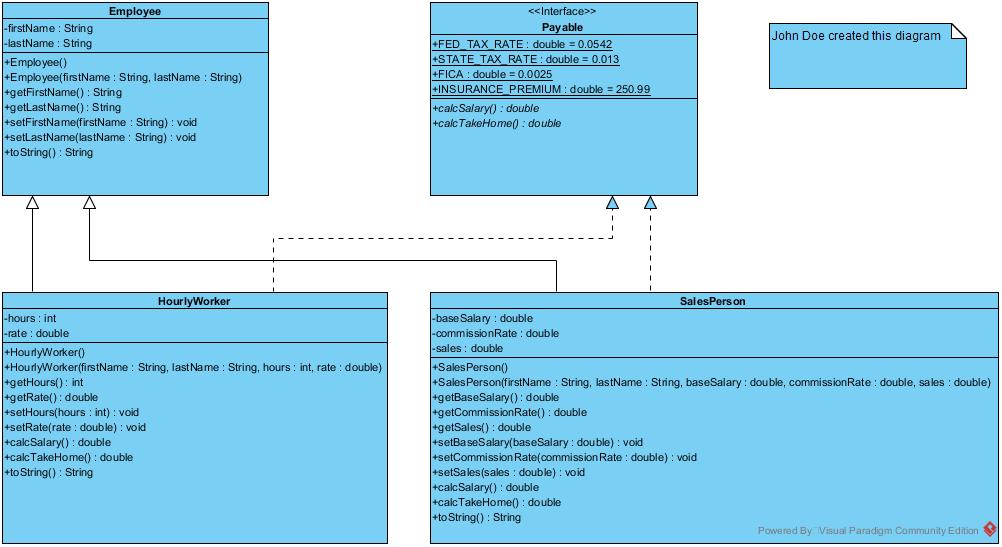 Employee
-firstName : String
-lastName : String
+Employee()
+Employee(firstName : String, lastName : String)
+getFirstName() : String
+getLastName() : String
+setFirstName(firstName : String) : void
+setLastName(lastName : String) : void
+toString() : String
<<Interface>>
Payable
+FED_TAX_RATE : double = 0.0542
+STATE_TAX_RATE : double = 0.013
+FICA : double = 0.0025
+INSURANCE_PREMIUM : double = 250.99
+calcSalary() : double
+calcTakeHome() : double
John Doe created this diagram
HourlyWorker
-hours : int
-rate : double
+HourlyWorker()
+HourlyWorker(firstName : String, lastName : String, hours : int, rate : double)
+getHours() : int
+getRate() : double
+setHours(hours : int) : void
+setRate(rate : double) : void
+calcSalary() : double
+calcTakeHome() : double
+toString() : String
SalesPerson
-baseSalary : double
-commissionRate : double
-sales : double
+SalesPerson()
+SalesPerson(firstName : String, lastName : String, baseSalary : double, commissionRate : double, sales : double)
+getBaseSalary() : double
+getCommissionRate() : double
+getSales() : double
+setBaseSalary(baseSalary : double) : void
+setCommissionRate(commissionRate : double) : void
+setSales(sales : double) : void
+calcSalary() : double
+calcTakeHome() : double
+toString() : String
Powered By Visual Paradigm Community Edition